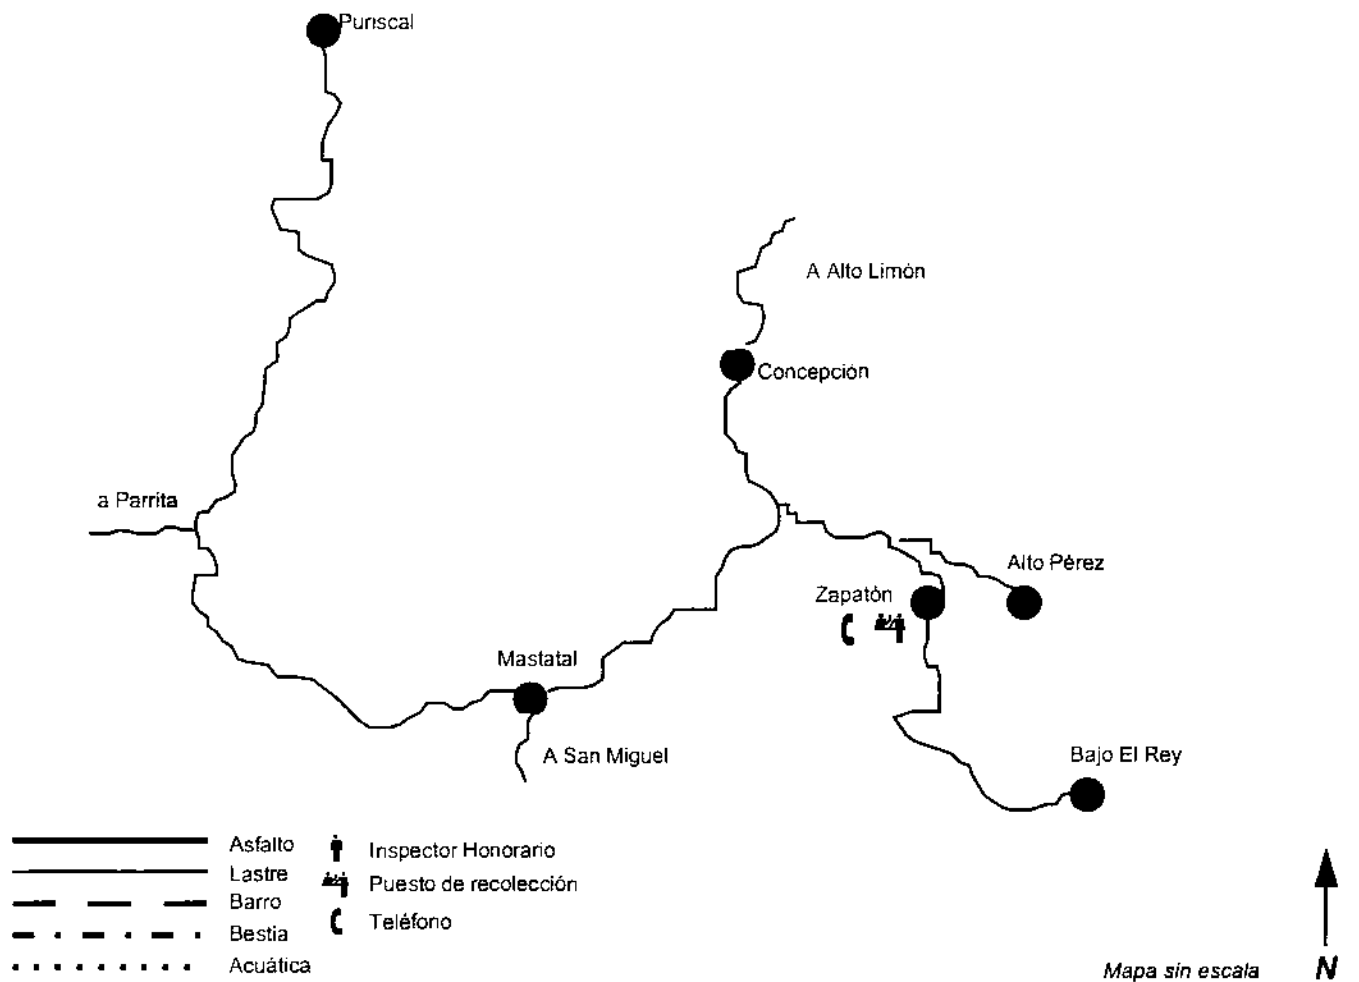 Puriscal
A Alto Limón
Concepción
a Parrita
Alto Pérez
Zapatón
Mastatal
A San Miguel
Bajo El Rey
Asfalto
Lastre
Barro
Bestia
Acuática
Inspector Honorario
Puesto de recolección
Teléfono
Mapa sin escala
N